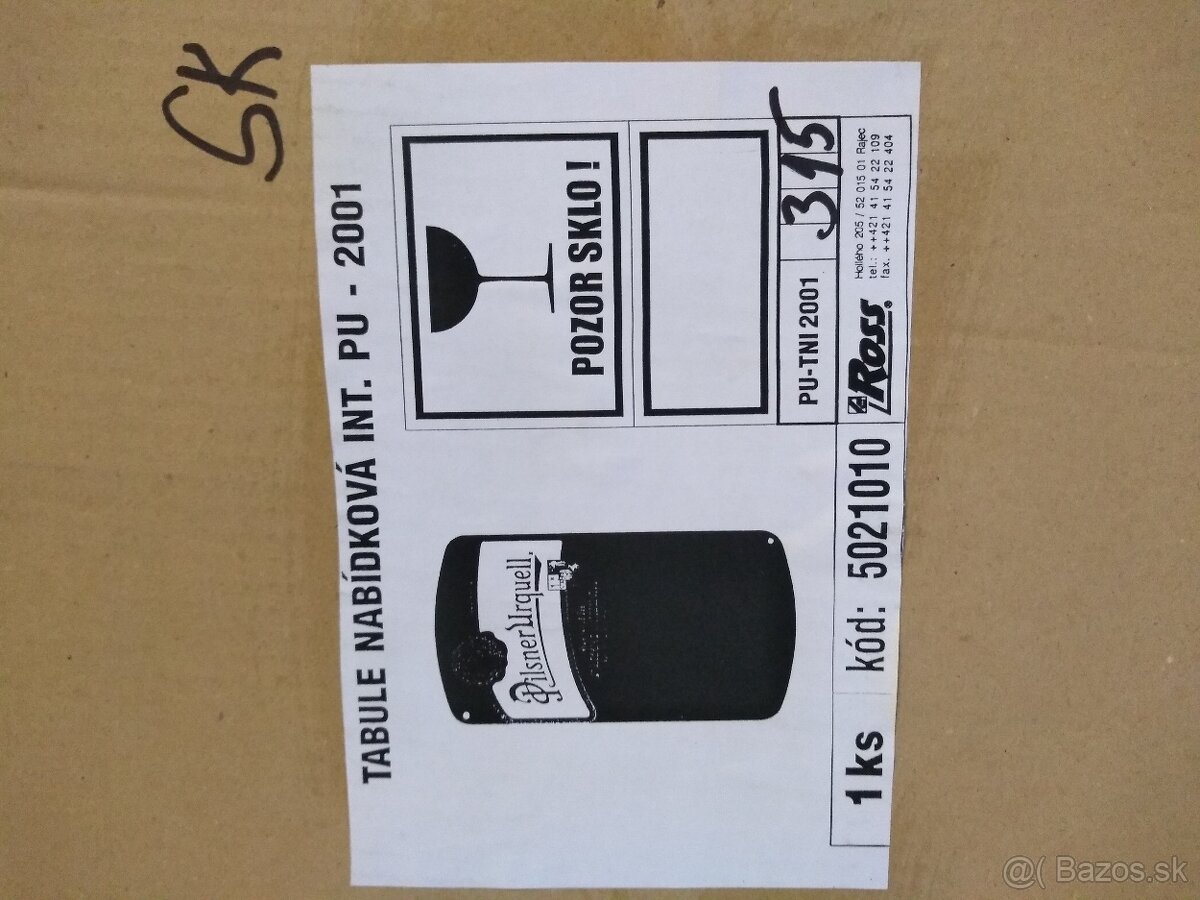 SK
TABULE NABÍDKOVÁ INT. PU - 2001
Pilsner Urquell
POZOR SKLO !
PU-TNI 2001
315
1 ks
kód: 5021010
Ross®
Hollého 205 / 52 015 01 Rajec
tel.: ++421 41 54 22 109
fax. ++421 41 54 22 404
@( Bazos.sk